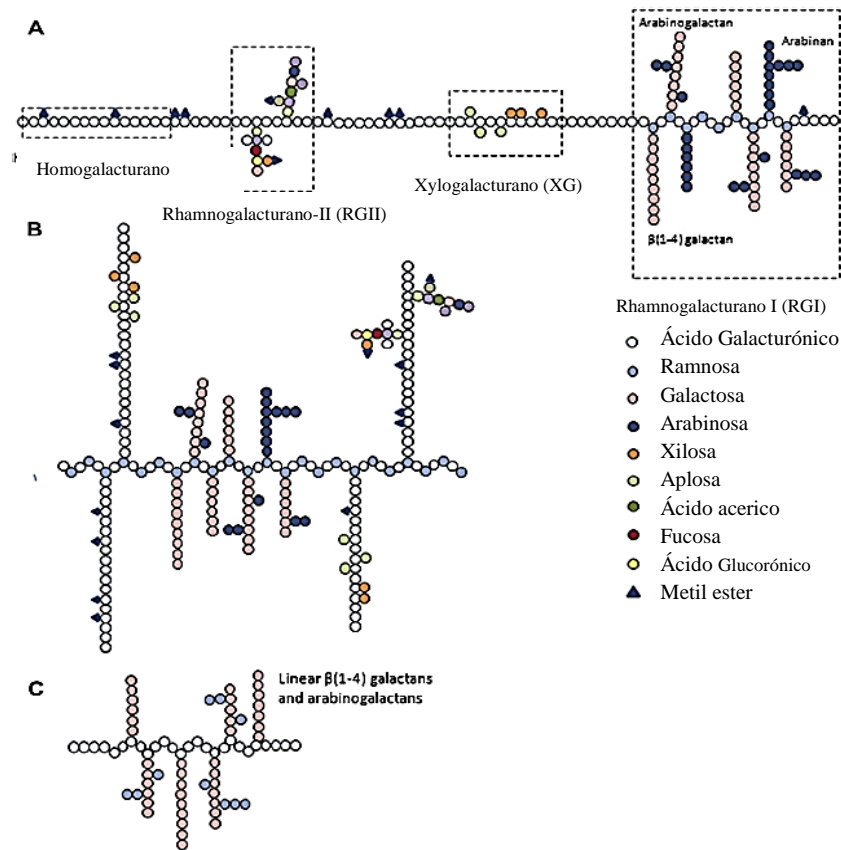 A
Arabinogalactan
Arabinan
Homogalacturano
Rhamnogalacturano-II (RGII)
Xylogalacturano (XG)
β(1-4) galactan
Rhamnogalacturano I (RGI)
B
Ácido Galacturónico
Ramnosa
Galactosa
Arabinosa
Xilosa
Aplosa
Ácido acerico
Fucosa
Ácido Glucorónico
Metil ester
C
Linear β(1-4) galactans
and arabinogalactans